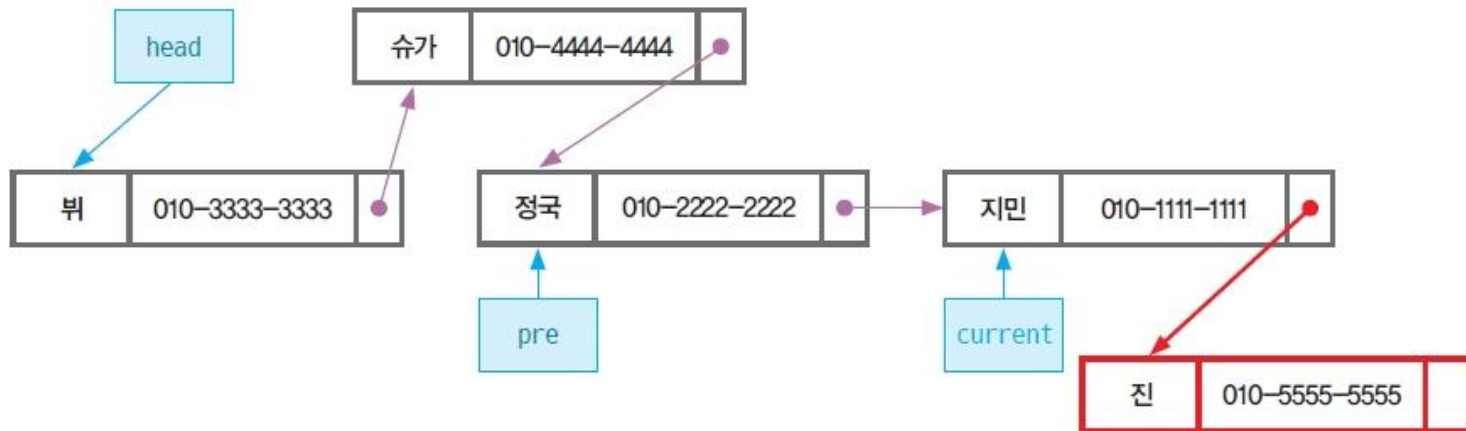 head
슈가 010-4444-4444
뷔 010-3333-3333
정국 010-2222-2222
지민 010-1111-1111
pre
current
진 010-5555-5555